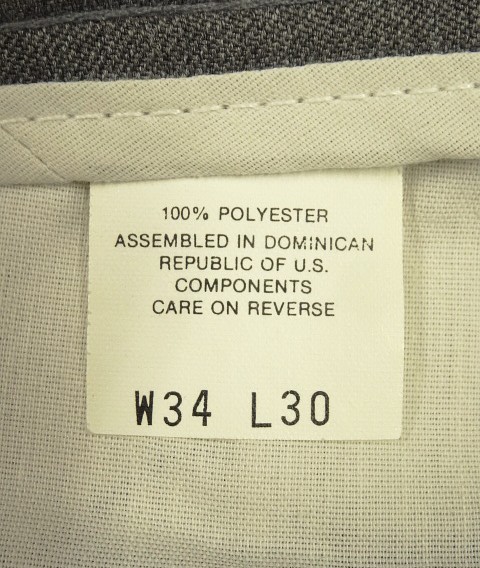 100% POLYESTER
ASSEMBLED IN DOMINICAN
REPUBLIC OF U.S.
COMPONENTS
CARE ON REVERSE
W34 L30